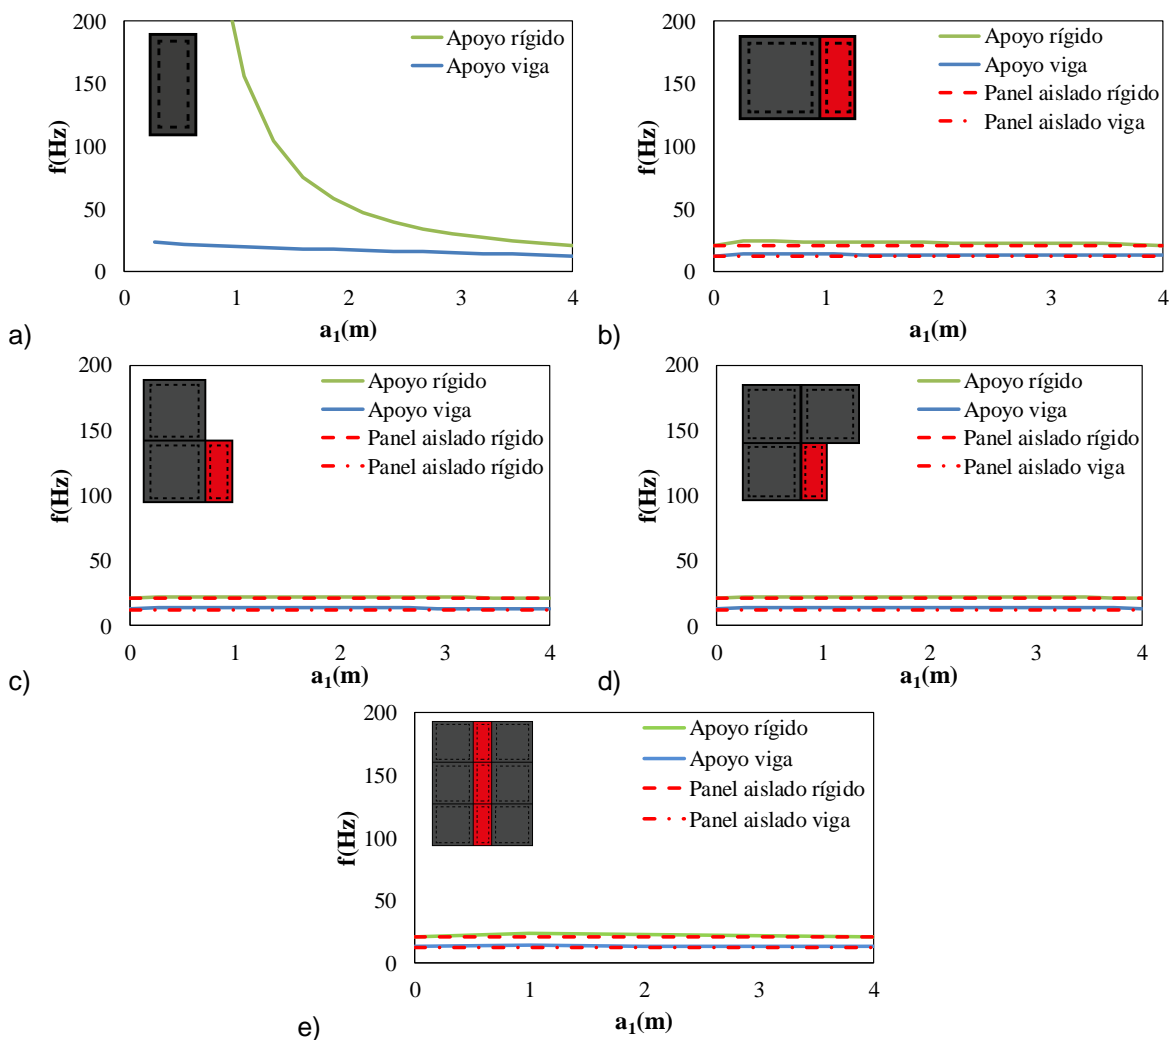 200
150
100
50
0
f(Hz)
0 1 2 3 4
a1(m)
Apoyo rígido
Apoyo viga
a)
200
150
100
50
0
f(Hz)
0 1 2 3 4
a1(m)
Apoyo rígido
Apoyo viga
Panel aislado rígido
Panel aislado viga
b)
200
150
100
50
0
f(Hz)
0 1 2 3 4
a1(m)
Apoyo rígido
Apoyo viga
Panel aislado rígido
Panel aislado rígido
c)
200
150
100
50
0
f(Hz)
0 1 2 3 4
a1(m)
Apoyo rígido
Apoyo viga
Panel aislado rígido
Panel aislado viga
d)
200
150
100
50
0
f(Hz)
0 1 2 3 4
a1(m)
Apoyo rígido
Apoyo viga
Panel aislado rígido
Panel aislado viga
e)